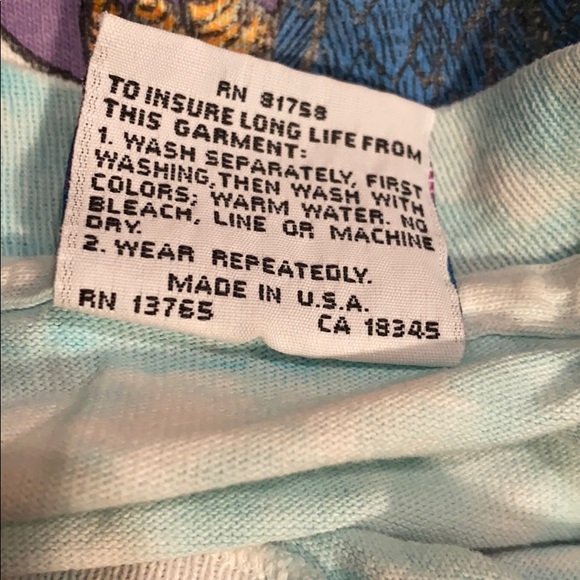 RN 81758
TO INSURE LONG LIFE FROM
THIS GARMENT:
1. WASH SEPARATELY, FIRST
WASHING, THEN WASH WITH
COLORS; WARM WATER. NO
BLEACH, LINE OR MACHINE
DRY.
2. WEAR REPEATEDLY.
MADE IN U.S.A.
RN 13765 CA 18345